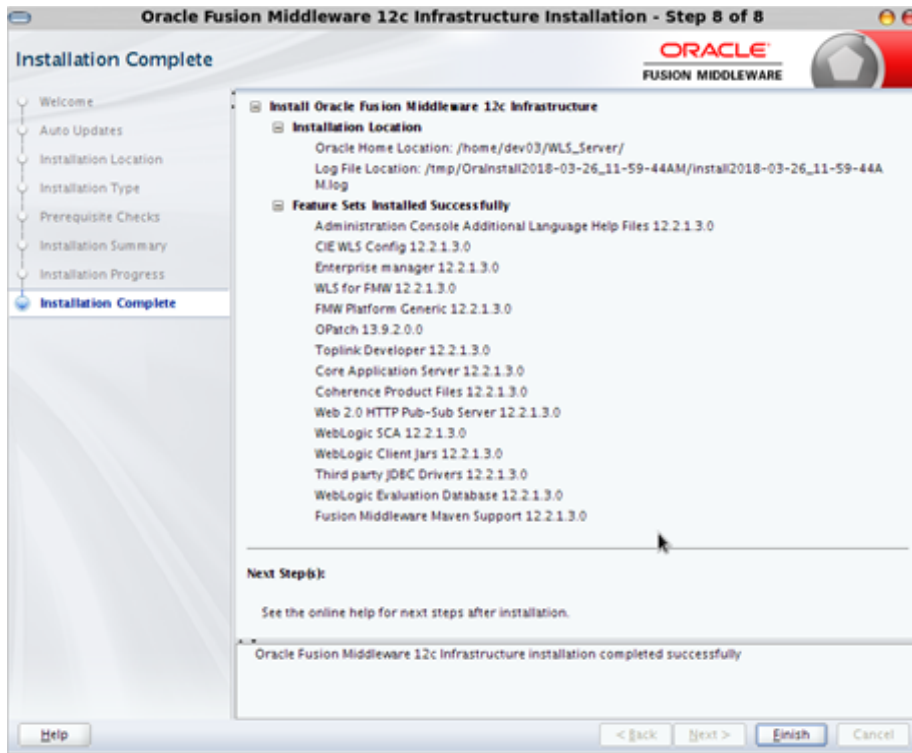 Oracle Fusion Middleware 12c Infrastructure Installation - Step 8 of 8
Installation Complete
ORACLE
FUSION MIDDLEWARE
Welcome
Auto Updates
Installation Location
Installation Type
Prerequisite Checks
Installation Summary
Installation Progress
Installation Complete
Install Oracle Fusion Middleware 12c Infrastructure
Installation Location
Oracle Home Location: /home/dev03/WLS_Server/
Log File Location: /tmp/OraInstall2018-03-26_11-59-44AM/install2018-03-26_11-59-44A
M.log
Feature Sets Installed Successfully
Administration Console Additional Language Help Files 12.2.1.3.0
CIE WLS Config 12.2.1.3.0
Enterprise manager 12.2.1.3.0
WLS for FMW 12.2.1.3.0
FMW Platform Generic 12.2.1.3.0
OPatch 13.9.2.0.0
Toplink Developer 12.2.1.3.0
Core Application Server 12.2.1.3.0
Coherence Product Files 12.2.1.3.0
Web 2.0 HTTP Pub-Sub Server 12.2.1.3.0
WebLogic SCA 12.2.1.3.0
WebLogic Client Jars 12.2.1.3.0
Third party JDBC Drivers 12.2.1.3.0
WebLogic Evaluation Database 12.2.1.3.0
Fusion Middleware Maven Support 12.2.1.3.0
Next Step(s):
See the online help for next steps after installation.
Oracle Fusion Middleware 12c Infrastructure installation completed successfully
Help
< Back
Next >
Finish
Cancel